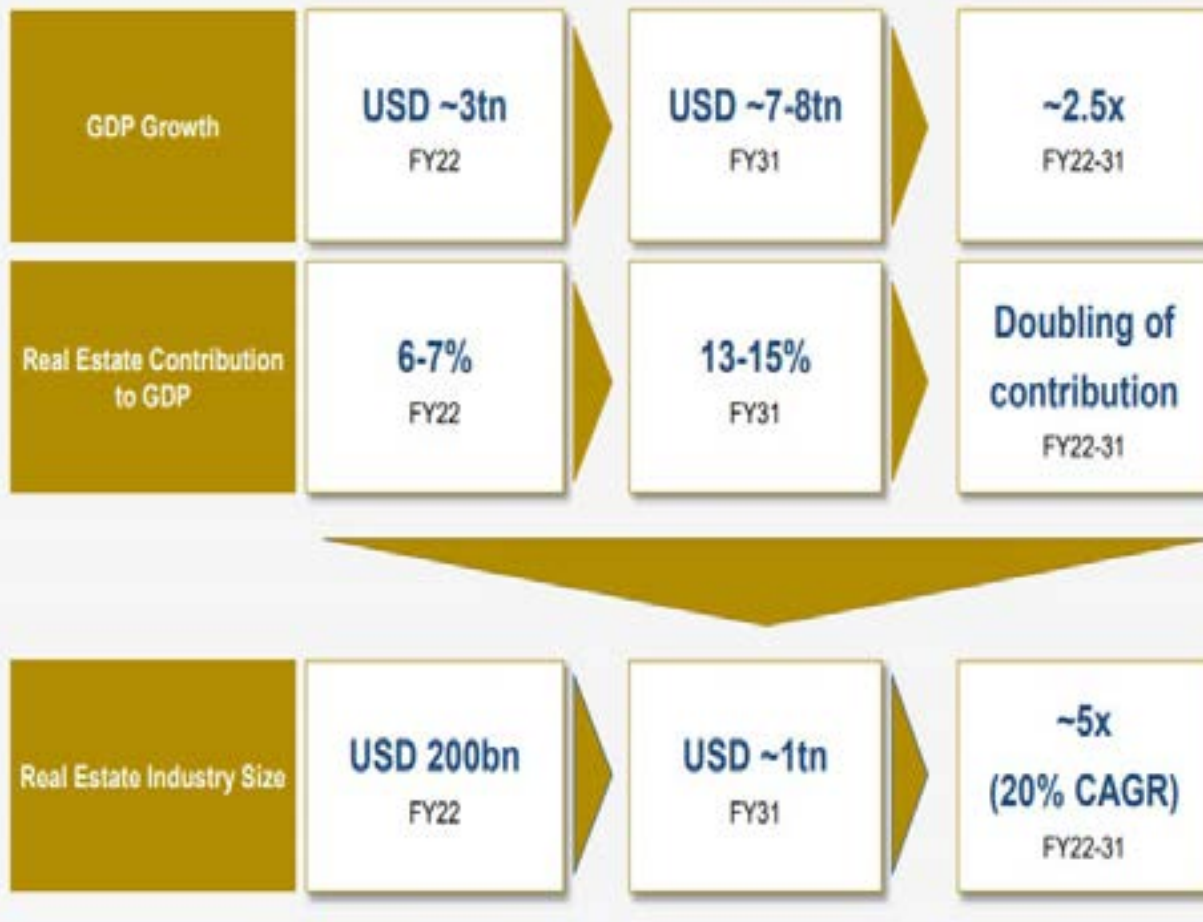 GDP Growth
USD ~3tn
FY22
USD ~7-8tn
FY31
~2.5x
FY22-31
Real Estate Contribution
to GDP
6-7%
FY22
13-15%
FY31
Doubling of
contribution
FY22-31
Real Estate Industry Size
USD 200bn
FY22
USD ~1tn
FY31
~5x
(20% CAGR)
FY22-31